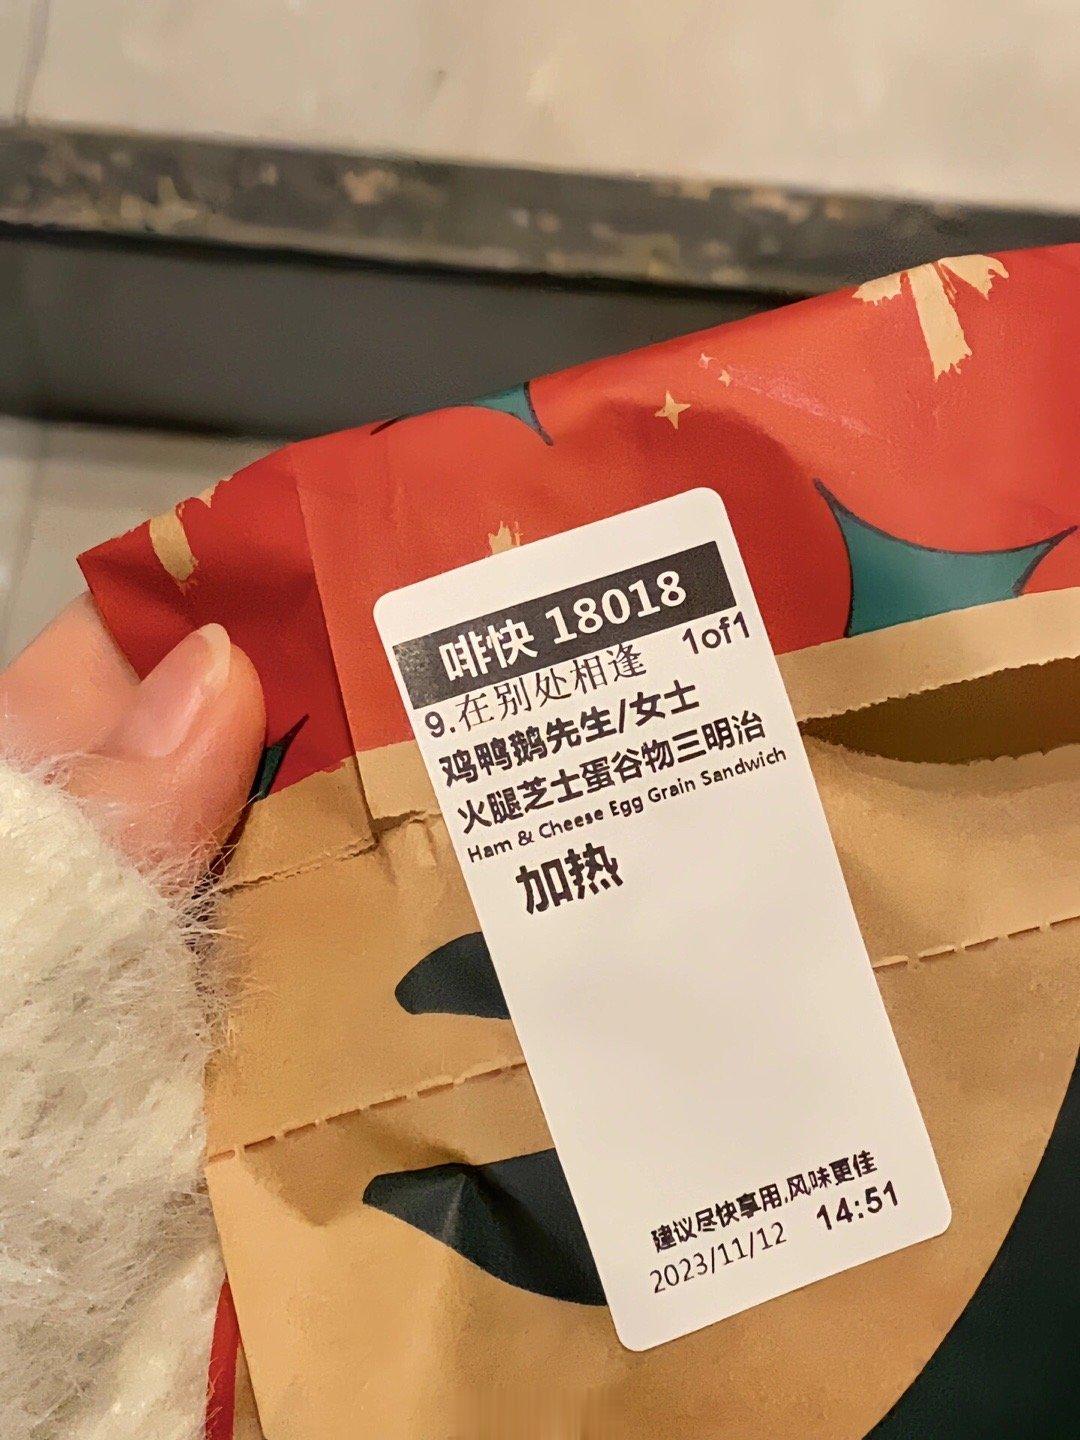 啡快 18018
1of1
9.在别处相逢
鸡鸭鹅先生/女士
火腿芝士蛋谷物三明治
Ham & Cheese Egg Grain Sandwich
加热
建议尽快享用,风味更佳
2023/11/12 14:51